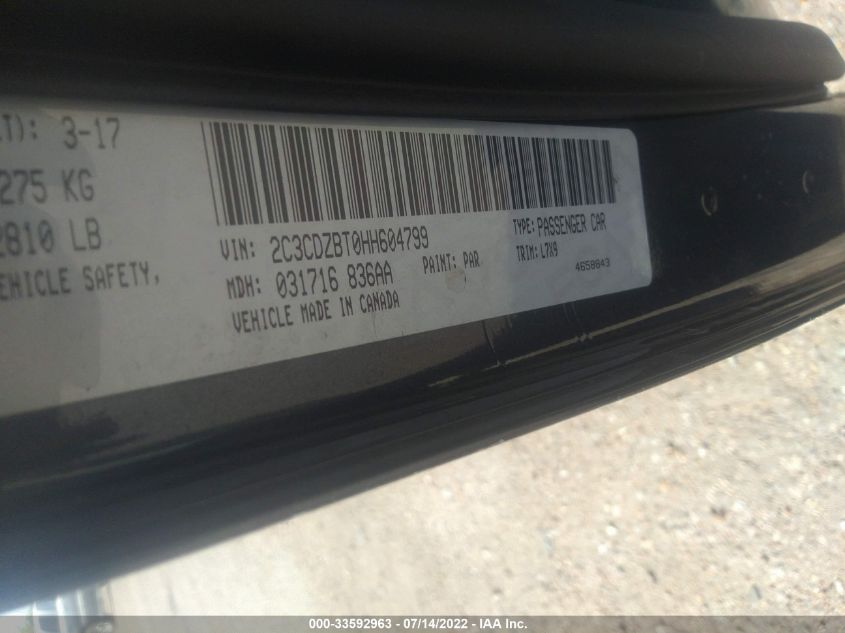 T): 3-17
275 KG
2810 LB
EHICLE SAFETY,
VIN: 2C3CDZBT0HH604799
TYPE: PASSENGER CAR
MDH: 031716 836AA
PAINT: PAR
TRIM: L7X9
VEHICLE MADE IN CANADA
4658843
000-33592963 - 07/14/2022 - IAA Inc.